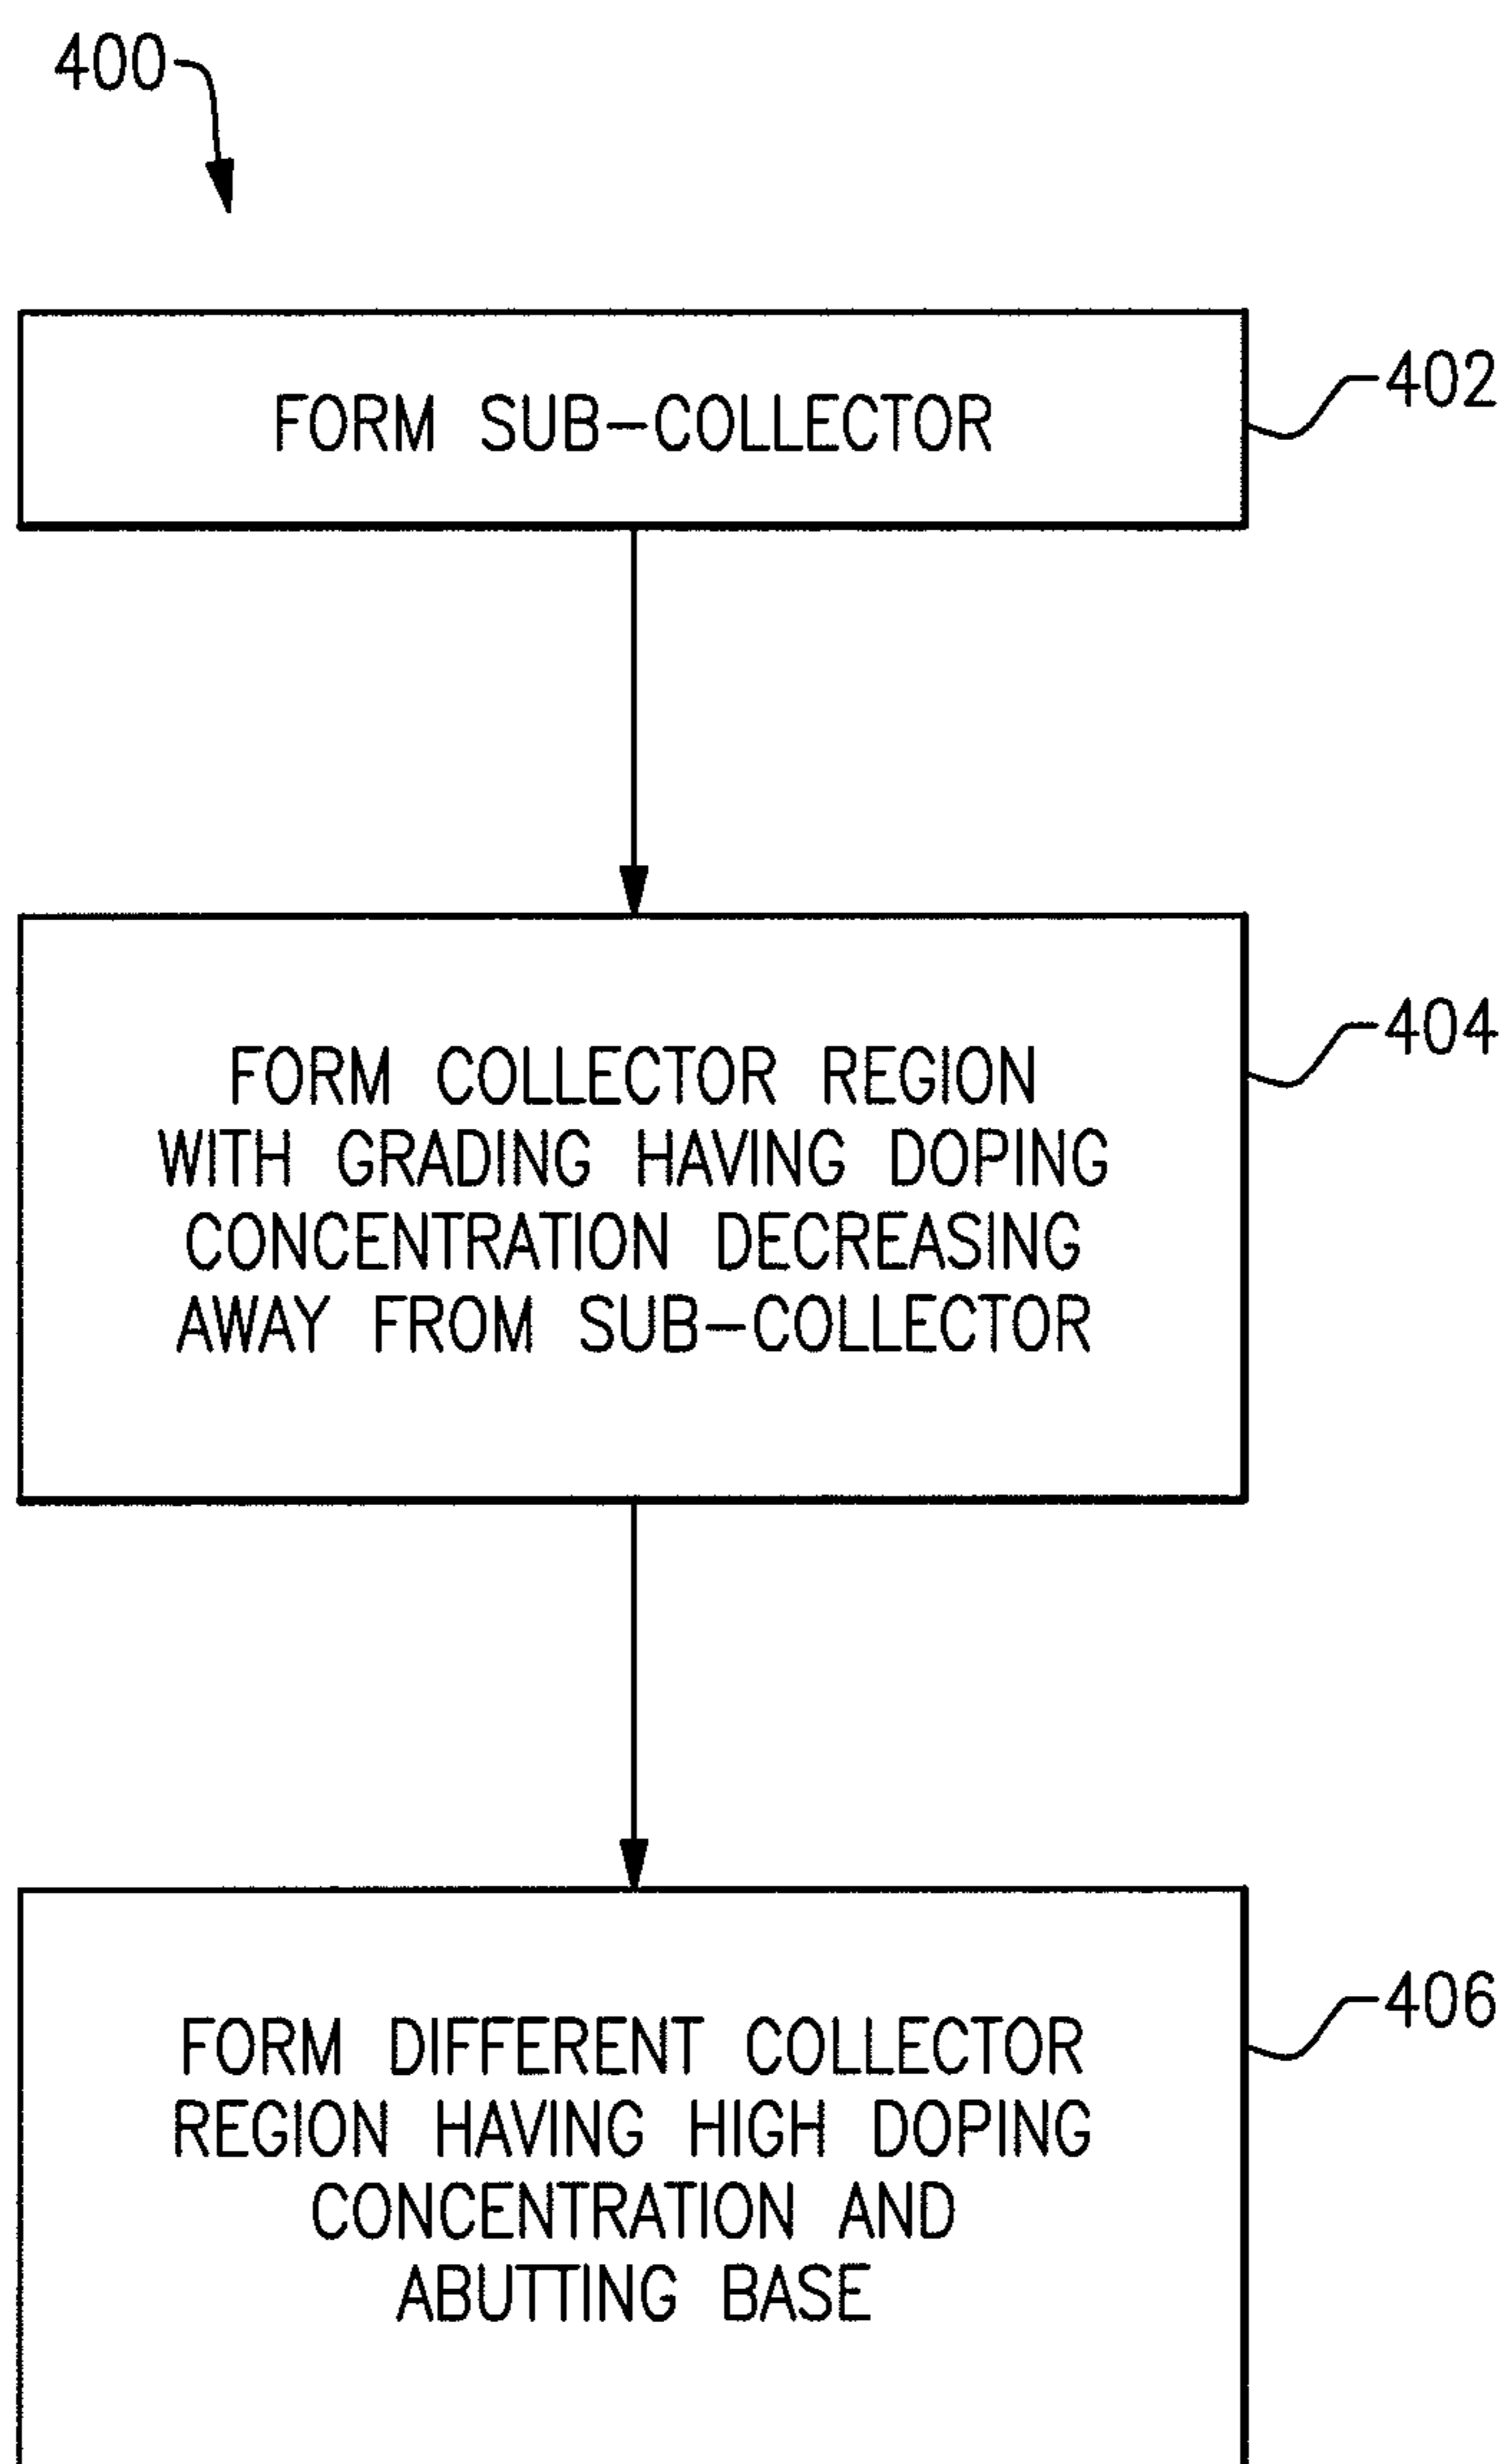 400
FORM SUB-COLLECTOR
402
FORM COLLECTOR REGION
WITH GRADING HAVING DOPING
CONCENTRATION DECREASING
AWAY FROM SUB-COLLECTOR
404
FORM DIFFERENT COLLECTOR
REGION HAVING HIGH DOPING
CONCENTRATION AND
ABUTTING BASE
406